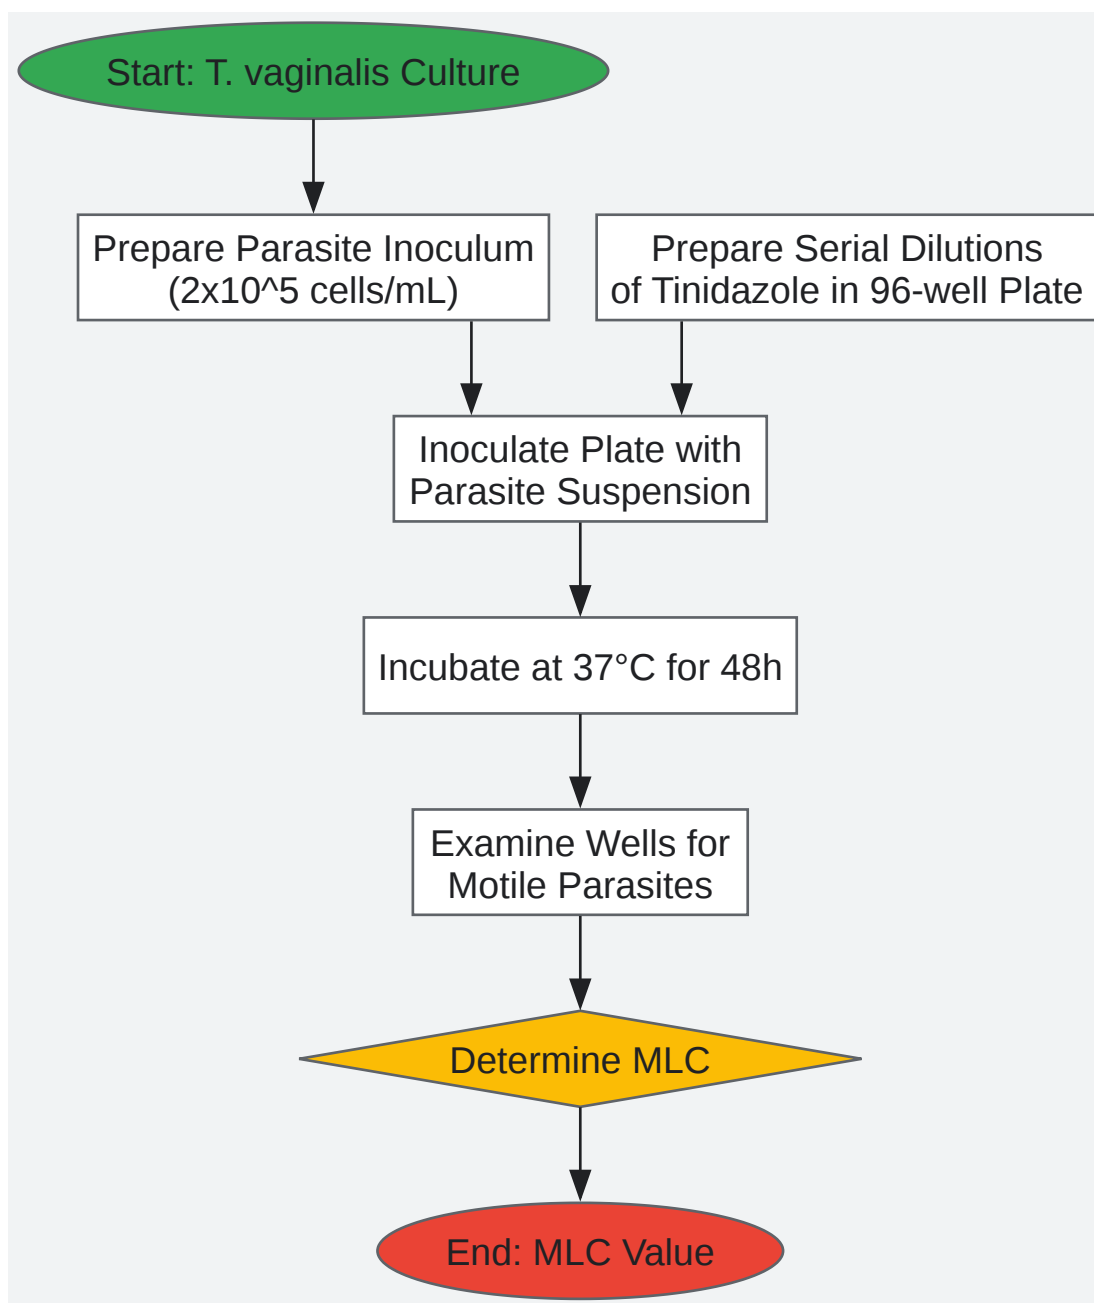 Start: T. vaginalis Culture
Prepare Parasite Inoculum
(2x10^5 cells/mL)
Prepare Serial Dilutions
of Tinidazole in 96-well Plate
Inoculate Plate with
Parasite Suspension
Incubate at 37°C for 48h
Examine Wells for
Motile Parasites
Determine MLC
End: MLC Value